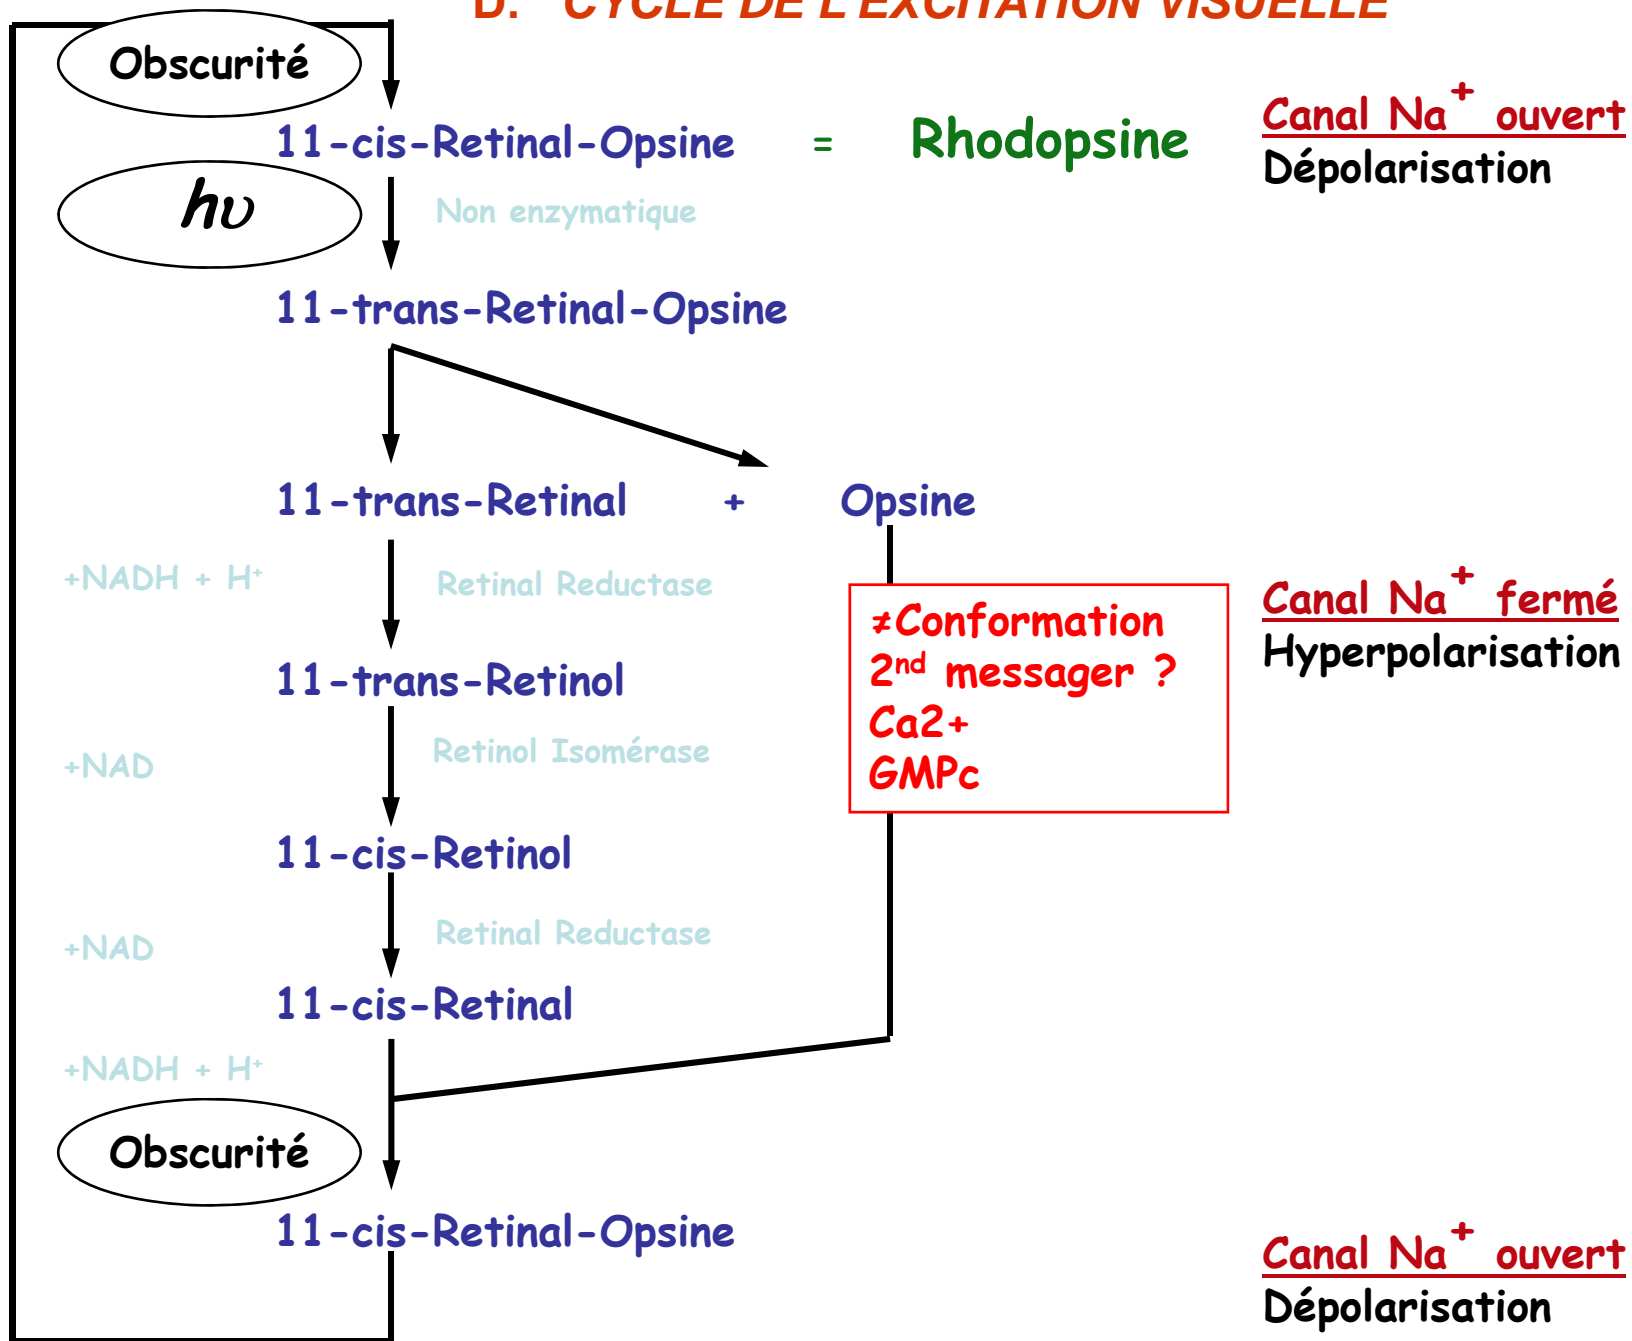 D. CYCLE DE L'EXCITATION VISUELLE
Obscurité
11-cis-Retinal-Opsine = Rhodopsine
Canal Na+ ouvert
Dépolarisation
hυ
Non enzymatique
11-trans-Retinal-Opsine
11-trans-Retinal + Opsine
+NADH + H+
Retinal Reductase
≠Conformation
2nd messager ?
Ca2+
GMPc
Canal Na+ fermé
Hyperpolarisation
11-trans-Retinol
+NAD
Retinol Isomérase
11-cis-Retinol
+NAD
Retinal Reductase
11-cis-Retinal
+NADH + H+
Obscurité
11-cis-Retinal-Opsine
Canal Na+ ouvert
Dépolarisation